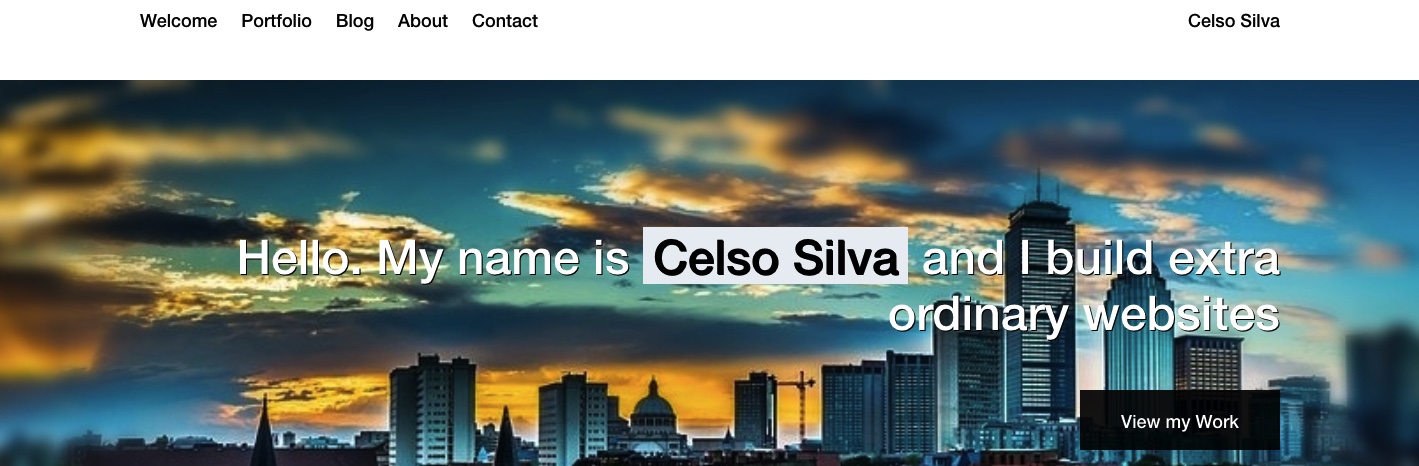 Welcome Portfolio Blog About Contact Celso Silva
Hello. My name is Celso Silva and I build extra
ordinary websites
View my Work